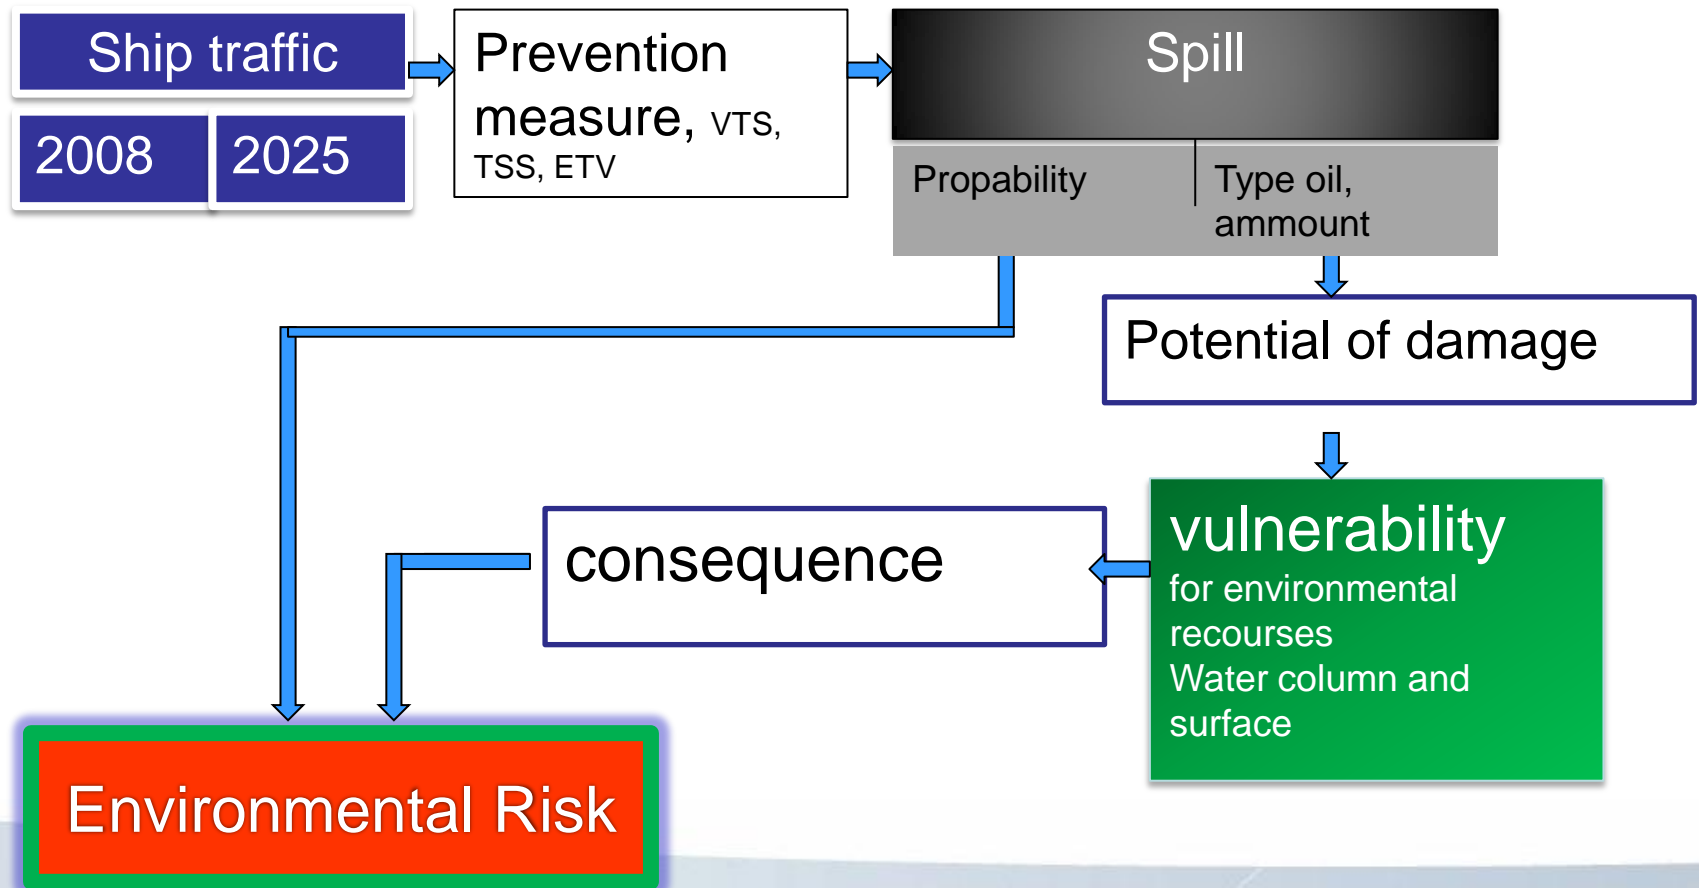 Ship traffic
2008
2025
Prevention
measure, VTS,
TSS, ETV
Spill
Propability
Type oil,
ammount
Potential of damage
vulnerability
for environmental
recourses
Water column and
surface
consequence
Environmental Risk